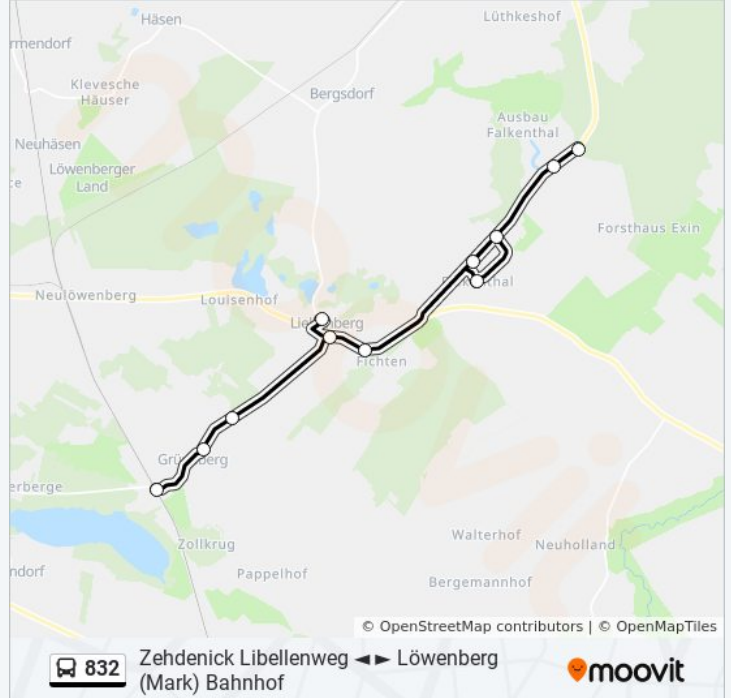 Häsen
Lüthkeshof
rmendorf
Klevesche
Häuser
Bergsdorf
Ausbau
Falkenthal
Neuhäsen
Löwenberger
Land
ce
Forsthaus Exin
Neulöwenberg
Louisenhof
Fichten
erberge
Zollkrug
ndorf
Pappelhof
Walterhof
Neuholland
Bergemannhof
© OpenStreetMap contributors | © OpenMapTiles
832
Zehdenick Libellenweg ◄ ► Löwenberg
(Mark) Bahnhof
moovit